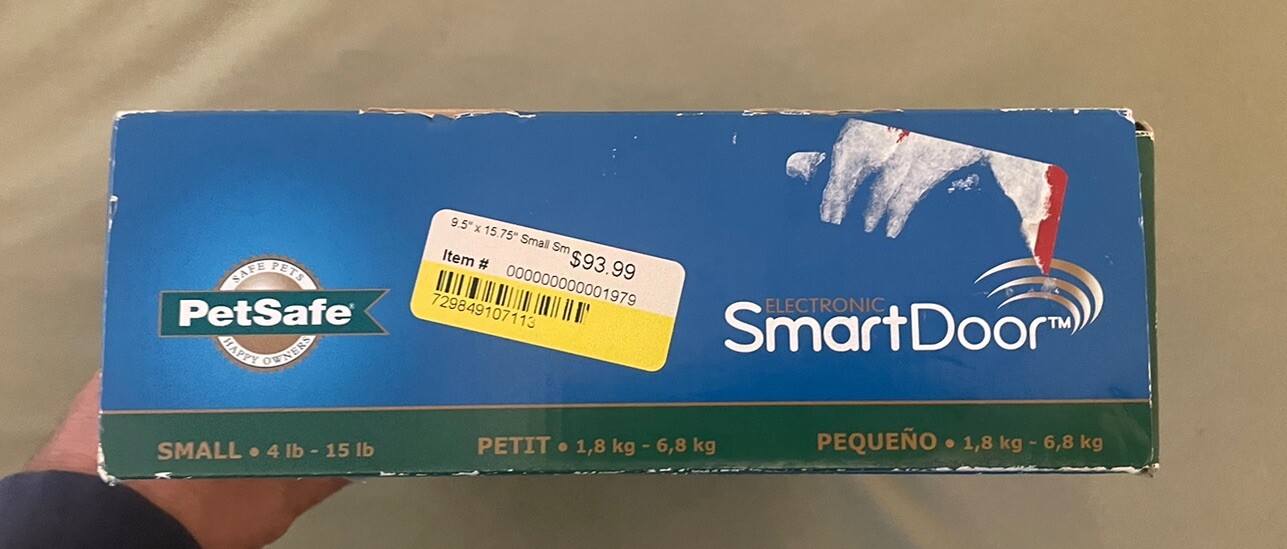 SAFE PETS
PetSafe®
HAPPY OWNERS
9.5" x 15.75" Small Sm
$93.99
Item # 000000000001979
729849107113
ELECTRONIC
SmartDoor™
SMALL • 4 lb - 15 lb
PETIT • 1,8 kg - 6,8 kg
PEQUEÑO • 1,8 kg - 6,8 kg